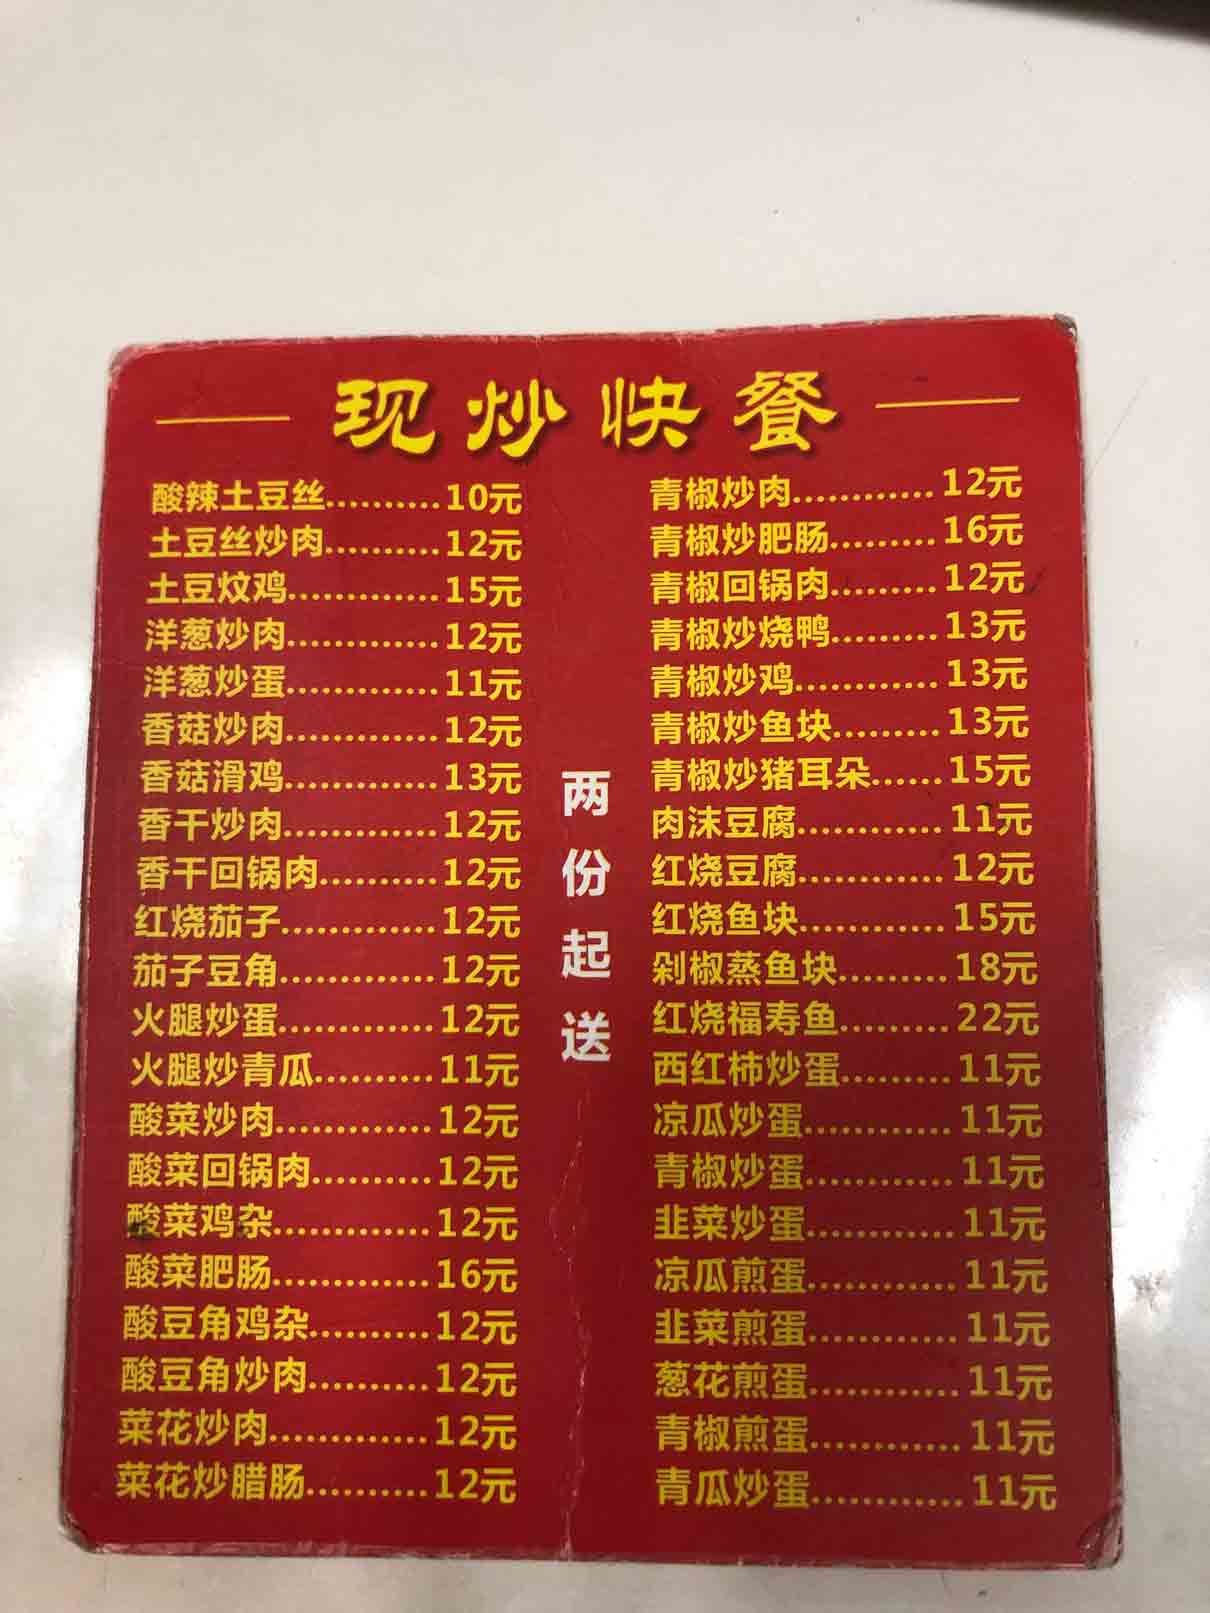 现炒快餐
酸辣土豆丝..........10元
土豆丝炒肉..........12元
土豆炆鸡.............15元
洋葱炒肉.............12元
洋葱炒蛋.............11元
香菇炒肉.............12元
香菇滑鸡.............13元
香干炒肉.............12元
香干回锅肉..........12元
红烧茄子.............12元
茄子豆角.............12元
火腿炒蛋.............12元
火腿炒青瓜..........11元
酸菜炒肉.............12元
酸菜回锅肉..........12元
酸菜鸡杂.............12元
酸菜肥肠.............16元
酸豆角鸡杂..........12元
酸豆角炒肉..........12元
菜花炒肉.............12元
菜花炒腊肠..........12元
两份起送
青椒炒肉............12元
青椒炒肥肠.........16元
青椒回锅肉.........12元
青椒炒烧鸭.........13元
青椒炒鸡............13元
青椒炒鱼块.........13元
青椒炒猪耳朵......15元
肉沫豆腐............11元
红烧豆腐............12元
红烧鱼块............15元
剁椒蒸鱼块.........18元
红烧福寿鱼.........22元
西红柿炒蛋.........11元
凉瓜炒蛋............11元
青椒炒蛋............11元
韭菜炒蛋............11元
凉瓜煎蛋............11元
韭菜煎蛋............11元
葱花煎蛋............11元
青椒煎蛋............11元
青瓜炒蛋............11元